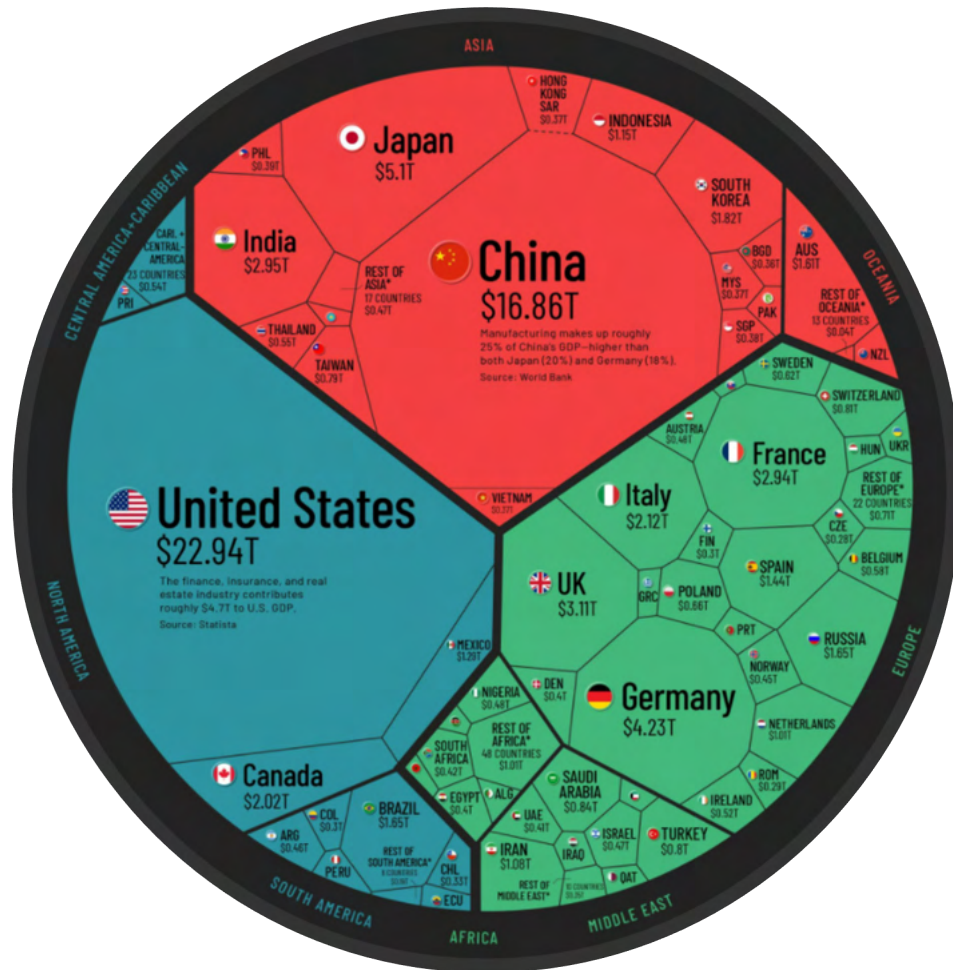 ASIA
HONG
KONG
SAR
$0.37T
INDONESIA
$1.15T
Japan
$5.1T
PHL
$0.39T
SOUTH
KOREA
$1.82T
CENTRAL AMERICA+CARIBBEAN
CARI. +
CENTRAL-
AMERICA
23 COUNTRIES
$0.54T
PRI
India
$2.95T
China
$16.86T
Manufacturing makes up roughly
25% of China's GDP—higher than
both Japan (20%) and Germany (18%).
Source: World Bank
REST OF
ASIA*
17 COUNTRIES
$0.47T
THAILAND
$0.55T
TAIWAN
$0.79T
BGD
$0.36T
MYS
$0.37T
PAK
SGP
$0.38T
VIETNAM
$0.37T
OCEANIA
AUS
$1.61T
REST OF
OCEANIA*
13 COUNTRIES
$0.04T
NZL
NORTH AMERICA
United States
$22.94T
The finance, insurance, and real
estate industry contributes
roughly $4.7T to U.S. GDP.
Source: Statista
MEXICO
$1.29T
Canada
$2.02T
EUROPE
SWEDEN
$0.62T
SWITZERLAND
$0.81T
AUSTRIA
$0.48T
France
$2.94T
HUN
UKR
REST OF
EUROPE*
22 COUNTRIES
$0.71T
Italy
$2.12T
CZE
$0.28T
FIN
$0.3T
BELGIUM
$0.58T
SPAIN
$1.44T
UK
$3.11T
GRC
POLAND
$0.66T
PRT
RUSSIA
$1.65T
NORWAY
$0.45T
DEN
$0.4T
Germany
$4.23T
NETHERLANDS
$1.01T
ROM
$0.29T
IRELAND
$0.52T
NIGERIA
$0.48T
REST OF
AFRICA*
48 COUNTRIES
$1.01T
SOUTH
AFRICA
$0.42T
EGYPT
$0.4T
ALG
AFRICA
SAUDI
ARABIA
$0.84T
UAE
$0.41T
ISRAEL
$0.47T
TURKEY
$0.8T
IRAN
$1.08T
IRAQ
QAT
REST OF
MIDDLE EAST*
10 COUNTRIES
MIDDLE EAST
COL
$0.3T
BRAZIL
$1.65T
ARG
$0.46T
PERU
REST OF
SOUTH AMERICA*
CHL
$0.33T
ECU
SOUTH AMERICA